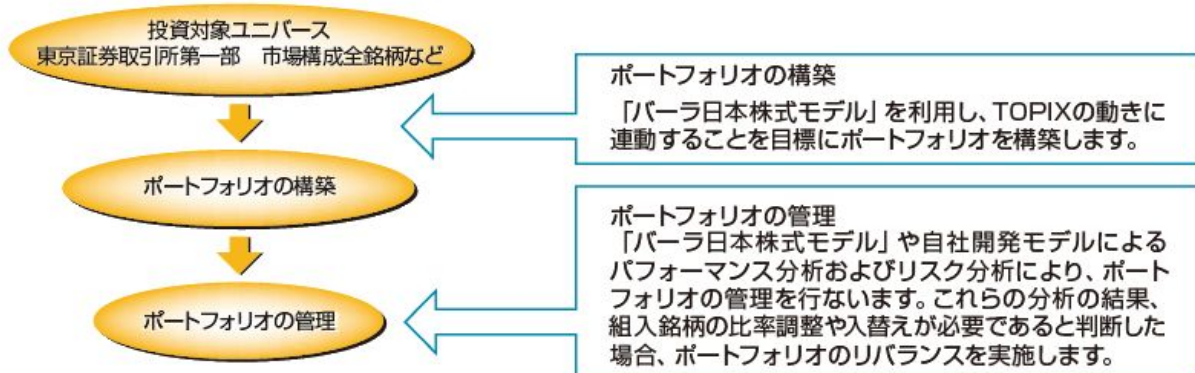 投資対象ユニバース
東京証券取引所第一部　市場構成全銘柄など
ポートフォリオの構築
「バーラ日本株式モデル」を利用し、TOPIXの動きに
連動することを目標にポートフォリオを構築します。
ポートフォリオの構築
ポートフォリオの管理
「バーラ日本株式モデル」や自社開発モデルによる
パフォーマンス分析およびリスク分析により、ポート
フォリオの管理を行ないます。これらの分析の結果、
組入銘柄の比率調整や入替えが必要であると判断した
場合、ポートフォリオのリバランスを実施します。
ポートフォリオの管理